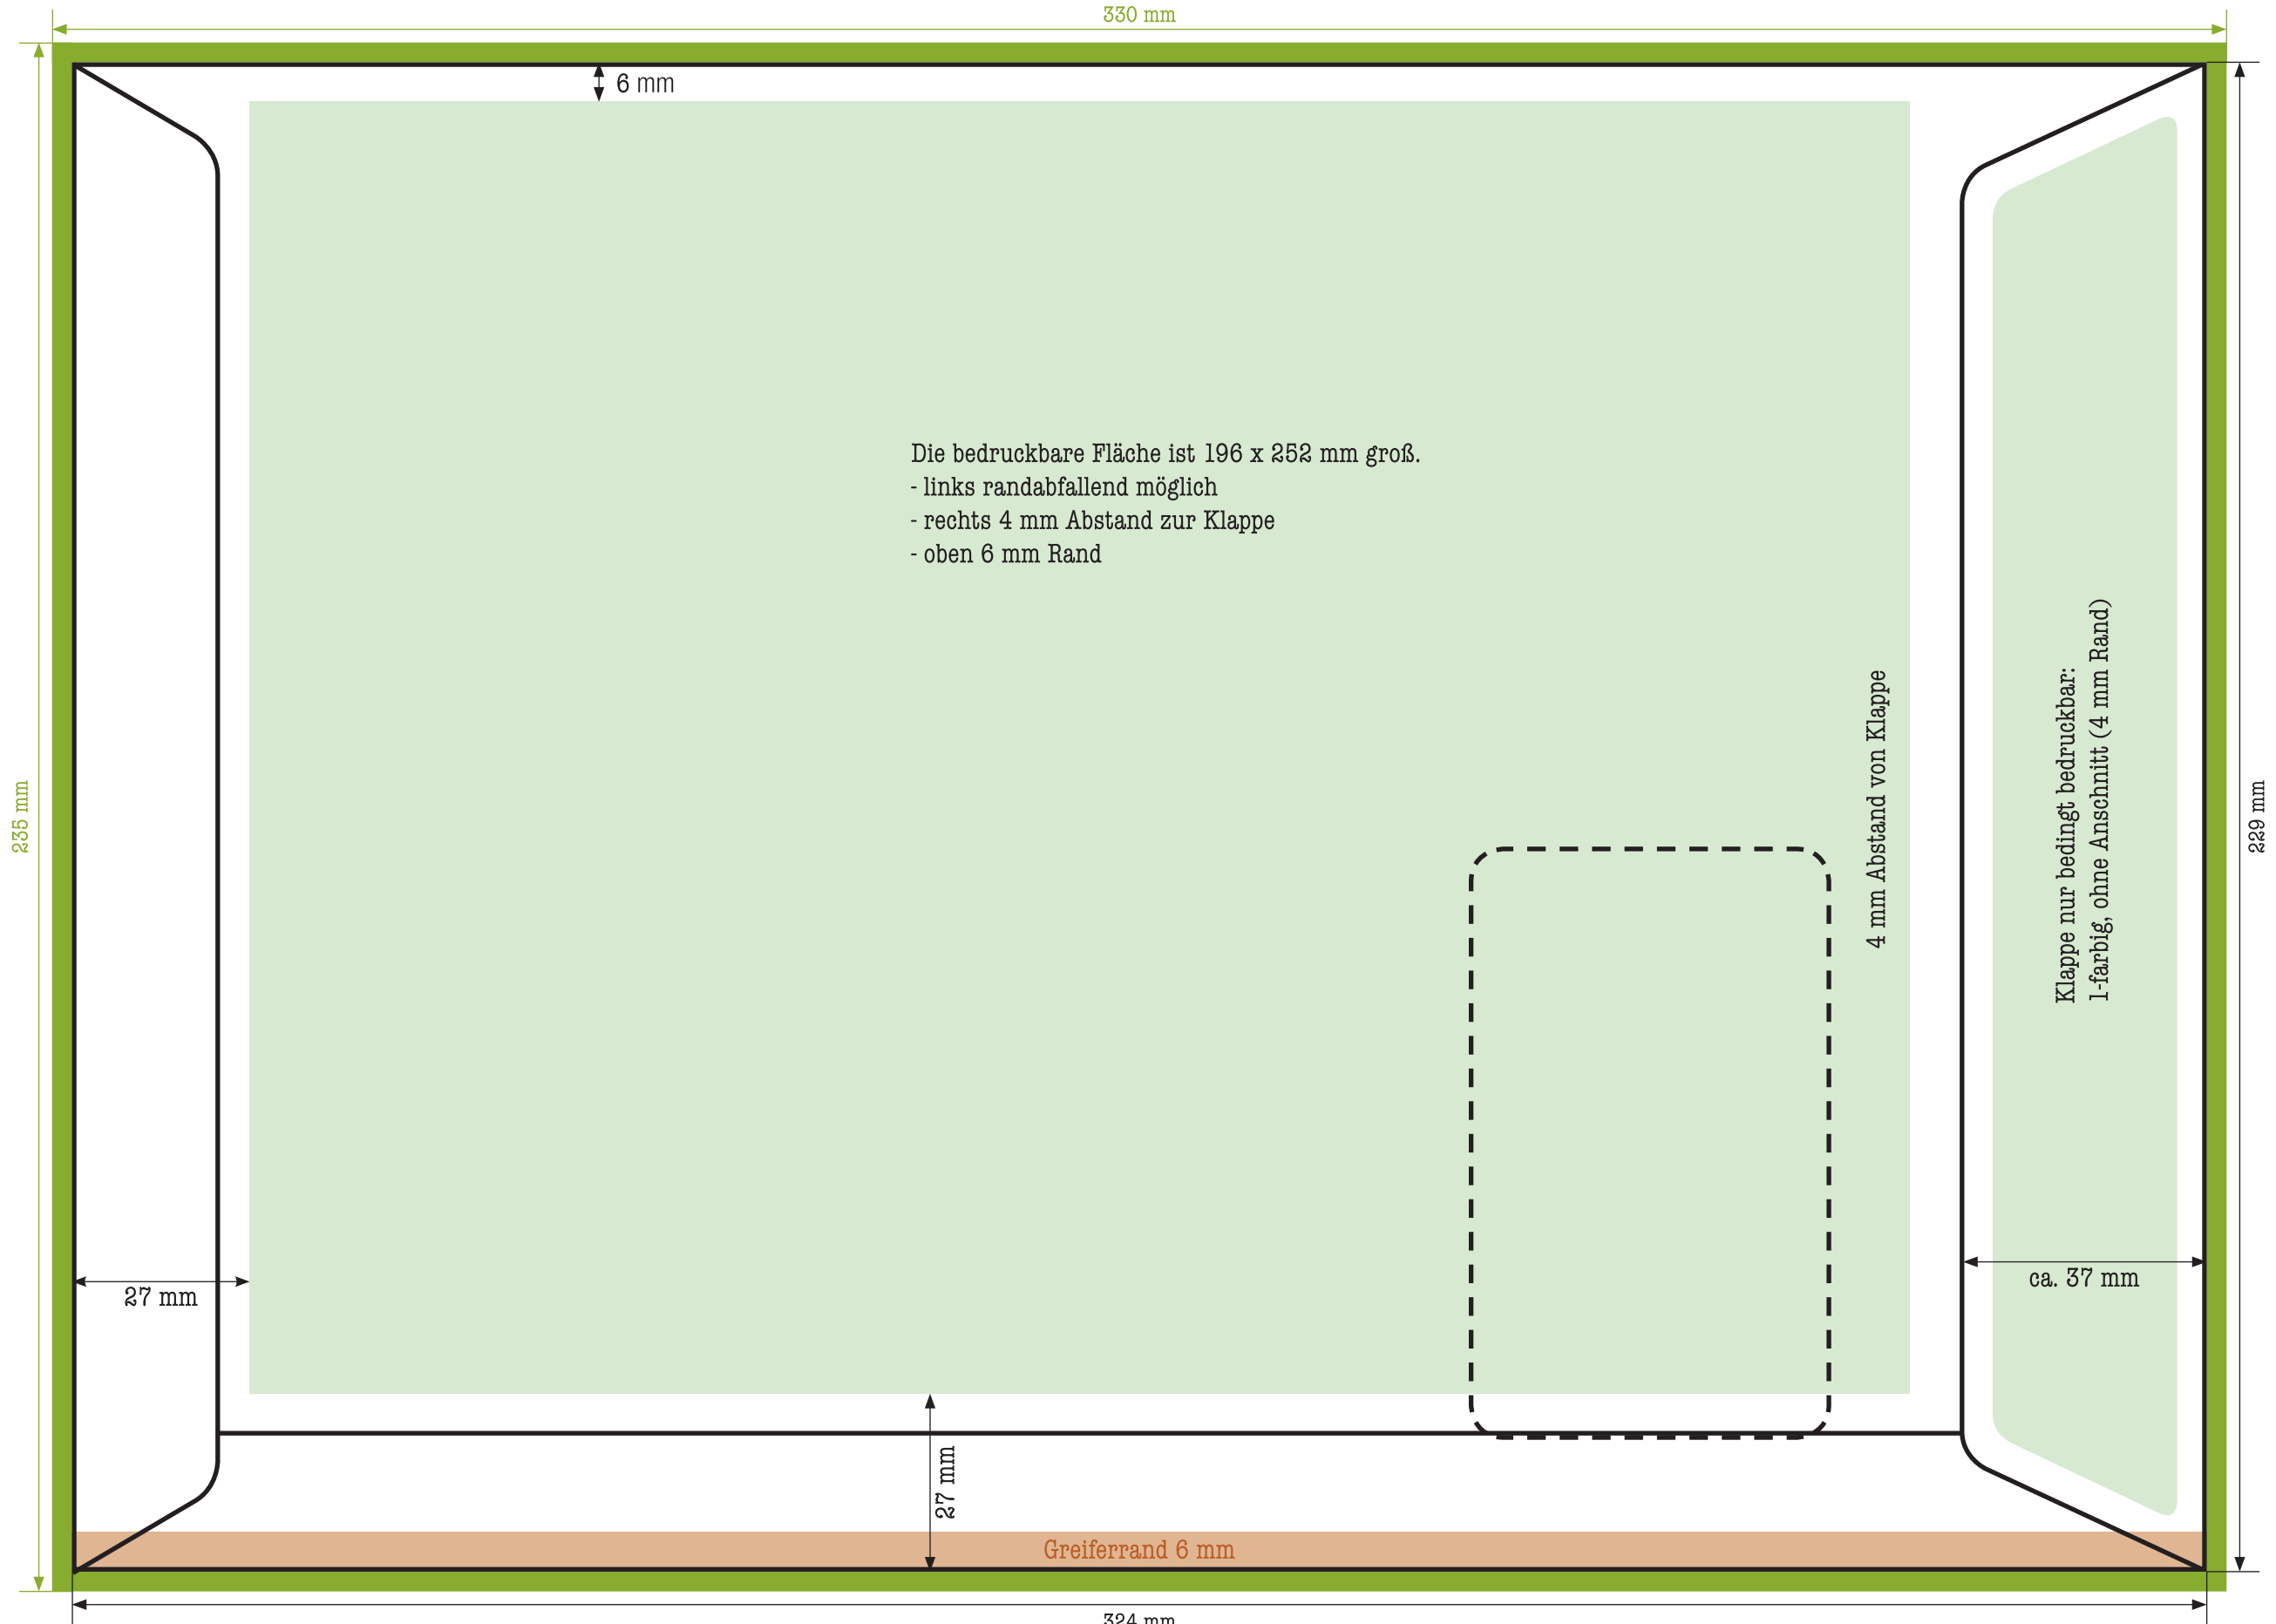 330 mm
6 mm
Die bedruckbare Fläche ist 196 x 252 mm groß.
- links randabfallend möglich
- rechts 4 mm Abstand zur Klappe
- oben 6 mm Rand
4 mm Abstand von Klappe
Klappe nur bedingt bedruckbar:
1-farbig, ohne Anschnitt (4 mm Rand)
235 mm
229 mm
27 mm
ca. 37 mm
27 mm
Greiferrand 6 mm
324 mm